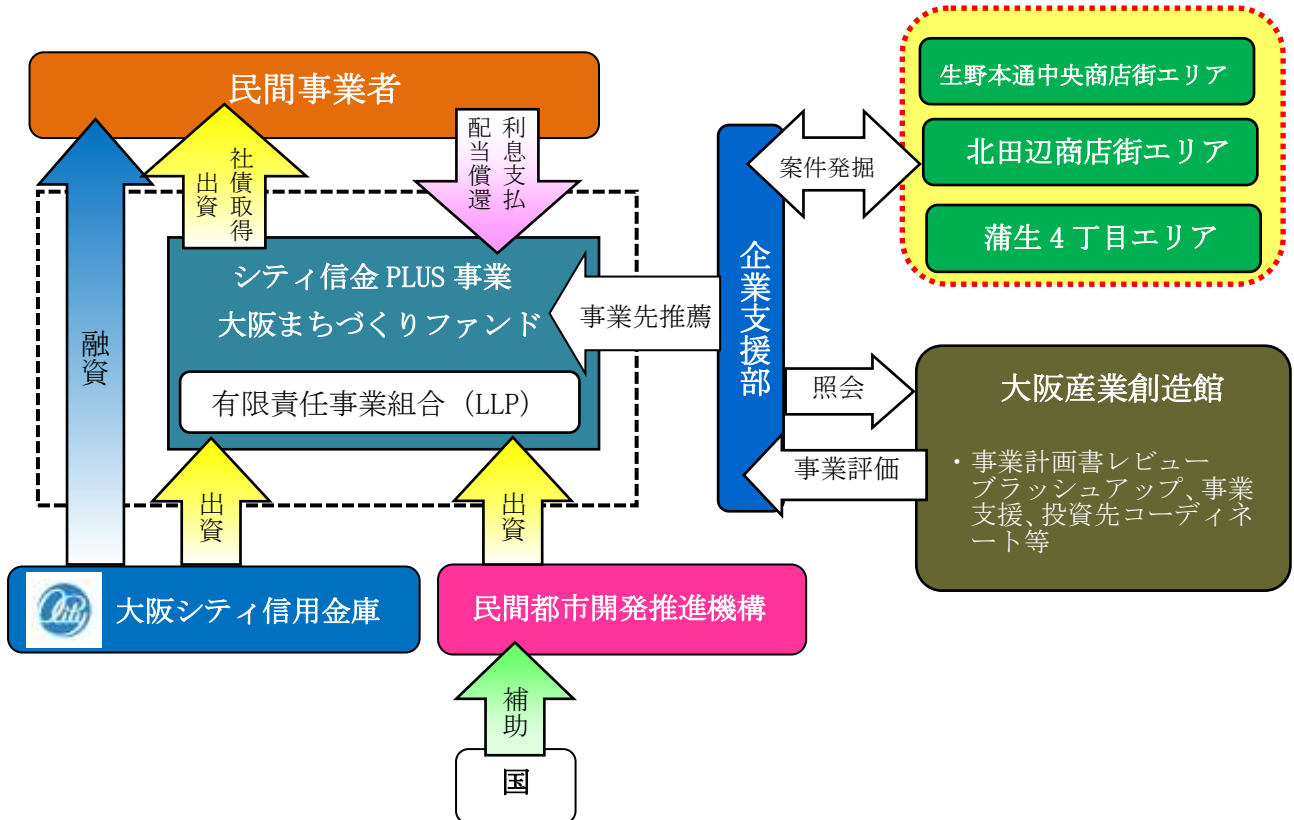 民間事業者
出資
社債取得
配当償還
利息支払
融資
シティ信金 PLUS 事業
大阪まちづくりファンド
有限責任事業組合（LLP）
出資
出資
City
大阪シティ信用金庫
民間都市開発推進機構
補助
国
事業先推薦
企業支援部
案件発掘
生野本通中央商店街エリア
北田辺商店街エリア
蒲生４丁目エリア
照会
事業評価
大阪産業創造館
・事業計画書レビュー
ブラッシュアップ、事業
支援、投資先コーディネ
ート等